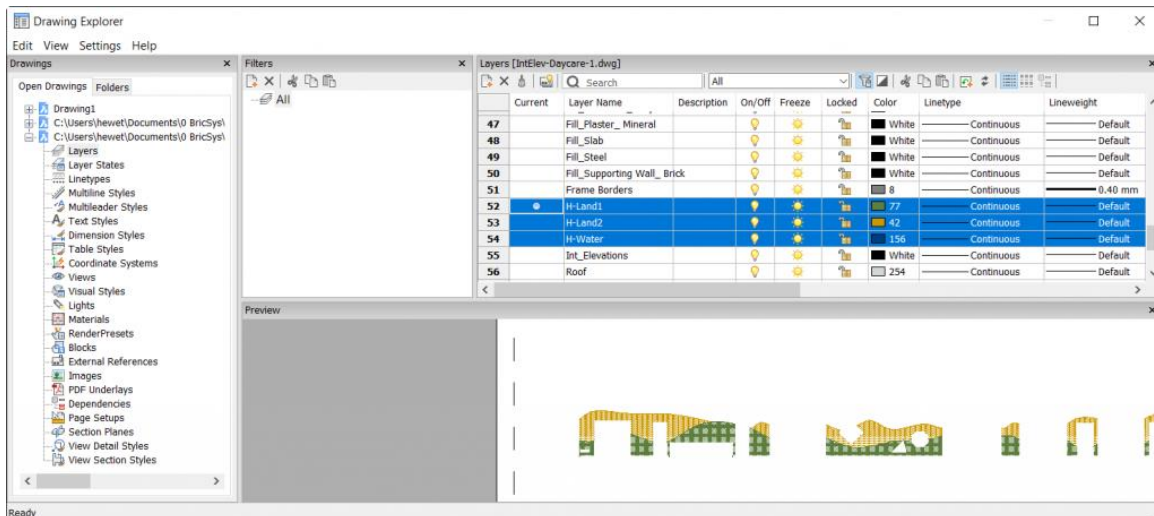 Drawing Explorer
Edit View Settings Help
Drawings
Open Drawings Folders
Drawing1
C:\Users\hewet\Documents\0 BricSys\
C:\Users\hewet\Documents\0 BricSys\
Layers
Layer States
Linetypes
Multiline Styles
Multileader Styles
Text Styles
Dimension Styles
Table Styles
Coordinate Systems
Views
Visual Styles
Lights
Materials
RenderPresets
Blocks
External References
Images
PDF Underlays
Dependencies
Page Setups
Section Planes
View Detail Styles
View Section Styles
Filters
All
Layers [IntElev-Daycare-1.dwg]
Search All
Current Layer Name Description On/Off Freeze Locked Color Linetype Lineweight
47 Fill_Plaster_ Mineral White Continuous Default
48 Fill_Slab White Continuous Default
49 Fill_Steel White Continuous Default
50 Fill_Supporting Wall_ Brick White Continuous Default
51 Frame Borders 8 Continuous 0.40 mm
52 H-Land1 77 Continuous Default
53 H-Land2 42 Continuous Default
54 H-Water 156 Continuous Default
55 Int_Elevations White Continuous Default
56 Roof 254 Continuous Default
Preview
Ready